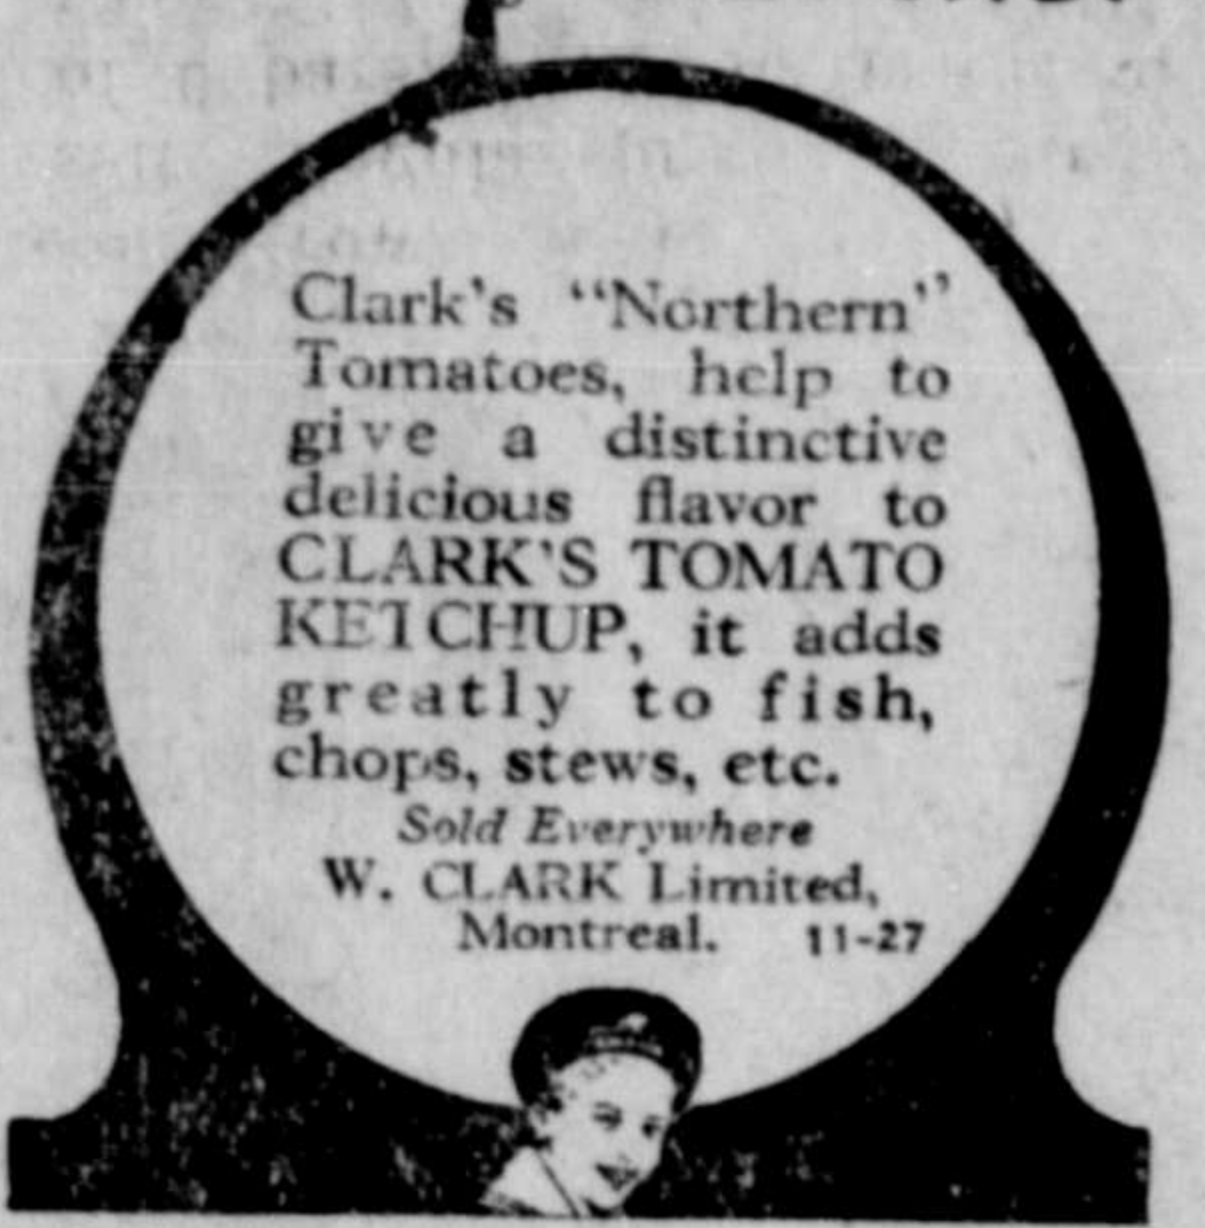 Clark's "Northern"
Tomatoes, help to
give a distinctive
delicious flavor to
CLARK'S TOMATO
KETCHUP, it adds
greatly to fish,
chops, stews, etc.
Sold Everywhere
W. CLARK Limited,
Montreal. 11-27